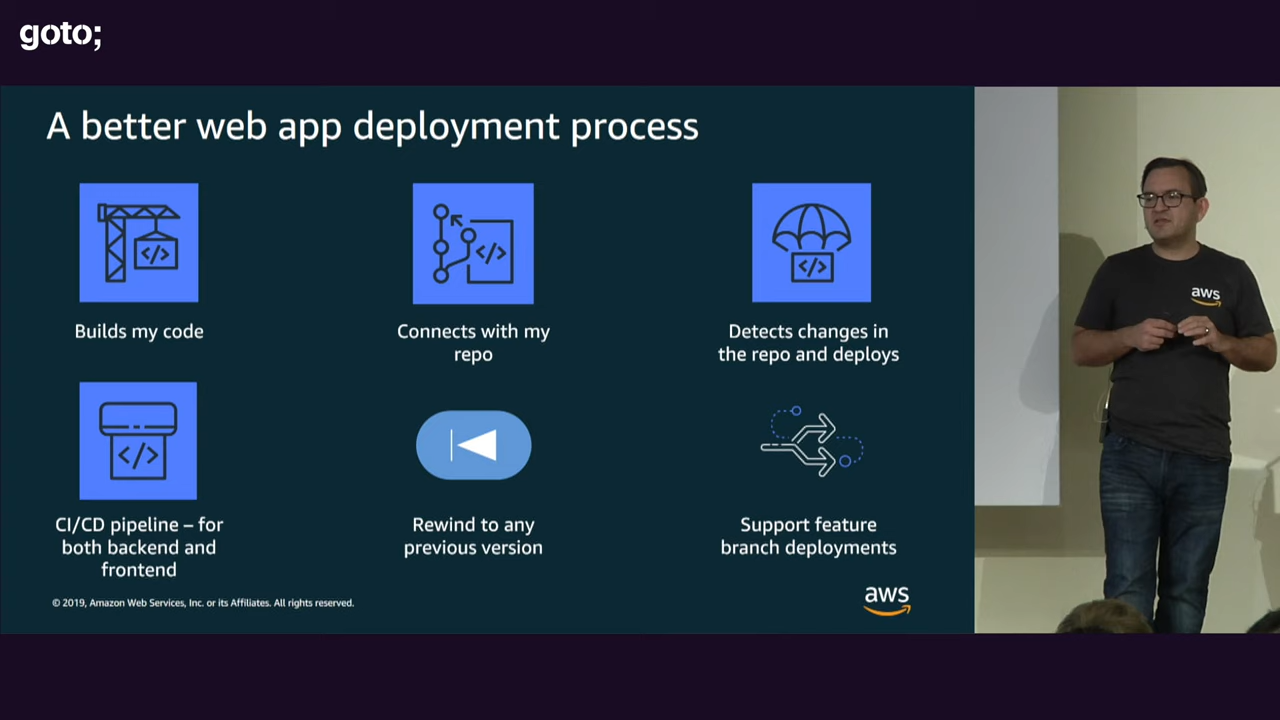 goto;
A better web app deployment process
</>
</>
</>
Builds my code
Connects with my
repo
Detects changes in
the repo and deploys
</>
CI/CD pipeline – for
both backend and
frontend
Rewind to any
previous version
Support feature
branch deployments
© 2019, Amazon Web Services, Inc. or its Affiliates. All rights reserved.
aws
aws